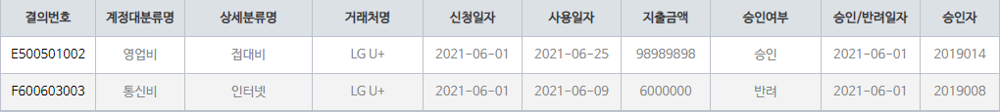 결의번호 계정대분류명 상세분류명 거래처명 신청일자 사용일자 지출금액 승인여부 승인/반려일자 승인자
E500501002 영업비 접대비 LG U+ 2021-06-01 2021-06-25 98989898 승인 2021-06-01 2019014
F600603003 통신비 인터넷 LG U+ 2021-06-01 2021-06-09 6000000 반려 2021-06-01 2019008